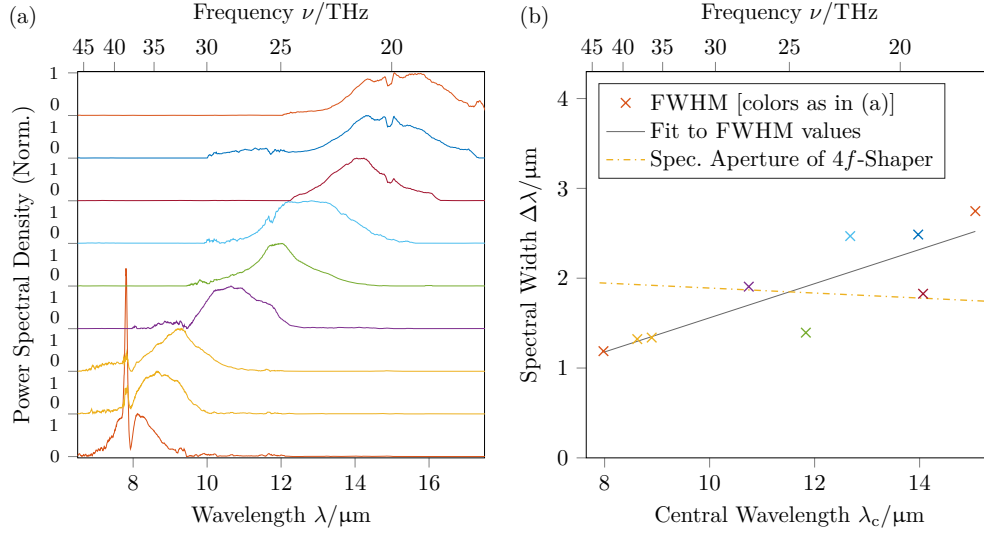 (a)
Frequency ν/THz
45 40 35 30 25 20
Power Spectral Density (Norm.)
1
0
1
0
1
0
1
0
1
0
1
0
1
0
1
0
1
0
8 10 12 14 16
Wavelength λ/μm
(b)
Frequency ν/THz
45 40 35 30 25 20
Spectral Width Δλ/μm
4
3
2
1
0
FWHM [colors as in (a)]
Fit to FWHM values
Spec. Aperture of 4f-Shaper
8 10 12 14
Central Wavelength λc/μm